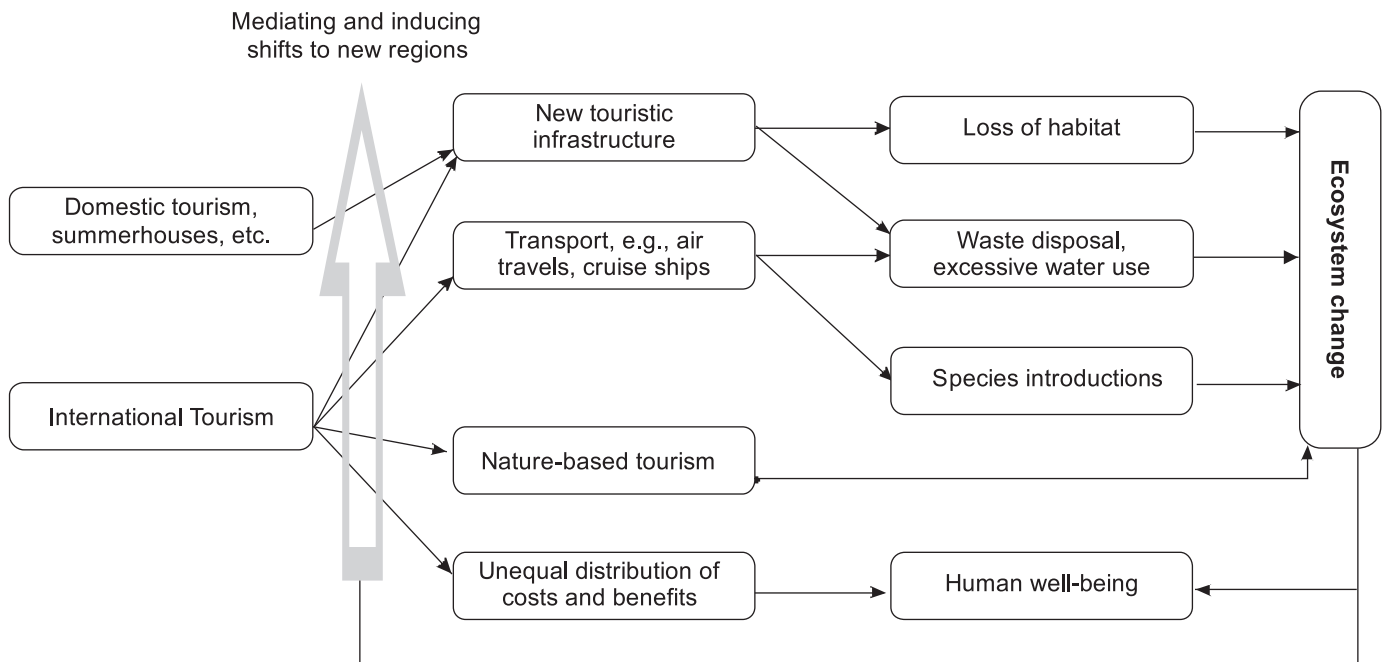 Mediating and inducing
shifts to new regions
New touristic
infrastructure
Loss of habitat
Domestic tourism,
summerhouses, etc.
Transport, e.g., air
travels, cruise ships
Waste disposal,
excessive water use
Ecosystem change
Species introductions
International Tourism
Nature-based tourism
Unequal distribution of
costs and benefits
Human well-being